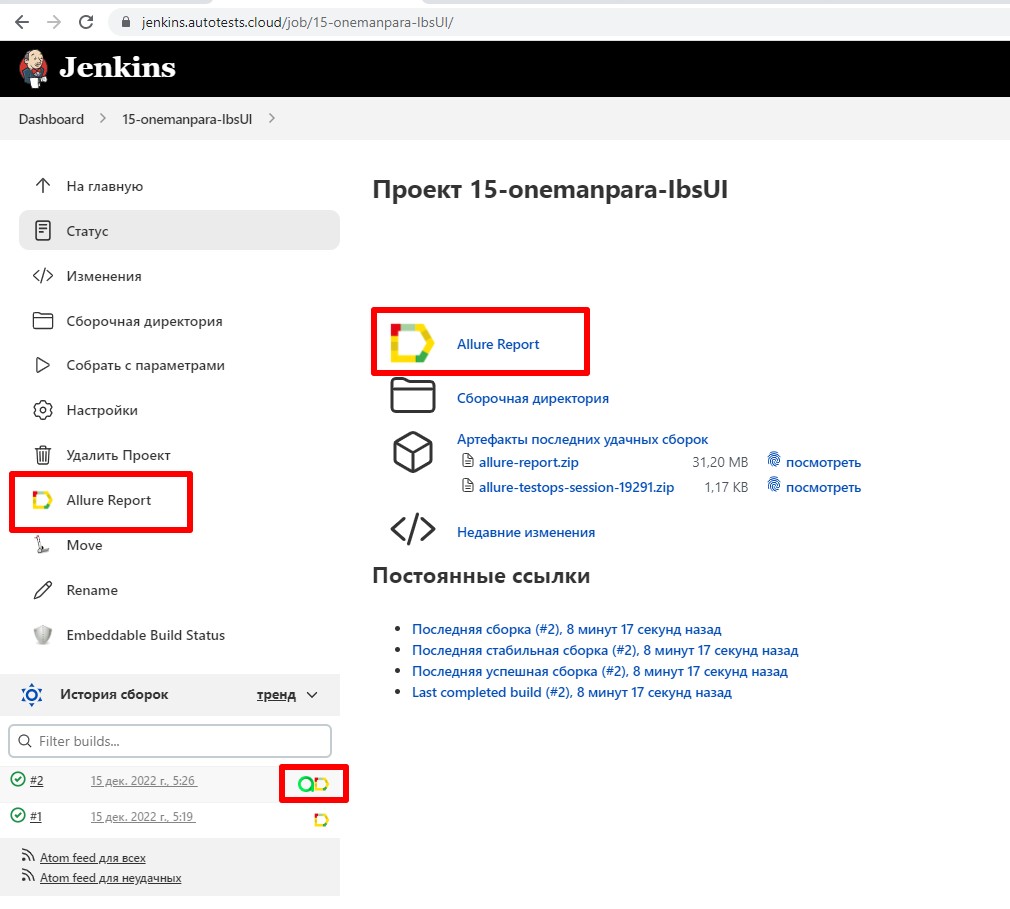 jenkins.autotests.cloud/job/15-onemanpara-IbsUI/
Jenkins
Dashboard 15-onemanpara-IbsUI
На главную
Статус
Изменения
Сборочная директория
Собрать с параметрами
Настройки
Удалить Проект
Allure Report
Move
Rename
Embeddable Build Status
История сборок тренд
Filter builds...
#2 15 дек. 2022 г., 5:26
#1 15 дек. 2022 г., 5:19
Atom feed для всех
Atom feed для неудачных
Проект 15-onemanpara-IbsUI
Allure Report
Сборочная директория
Артефакты последних удачных сборок
allure-report.zip 31,20 MB посмотреть
allure-testops-session-19291.zip 1,17 KB посмотреть
Недавние изменения
Постоянные ссылки
Последняя сборка (#2), 8 минут 17 секунд назад
Последняя стабильная сборка (#2), 8 минут 17 секунд назад
Последняя успешная сборка (#2), 8 минут 17 секунд назад
Last completed build (#2), 8 минут 17 секунд назад